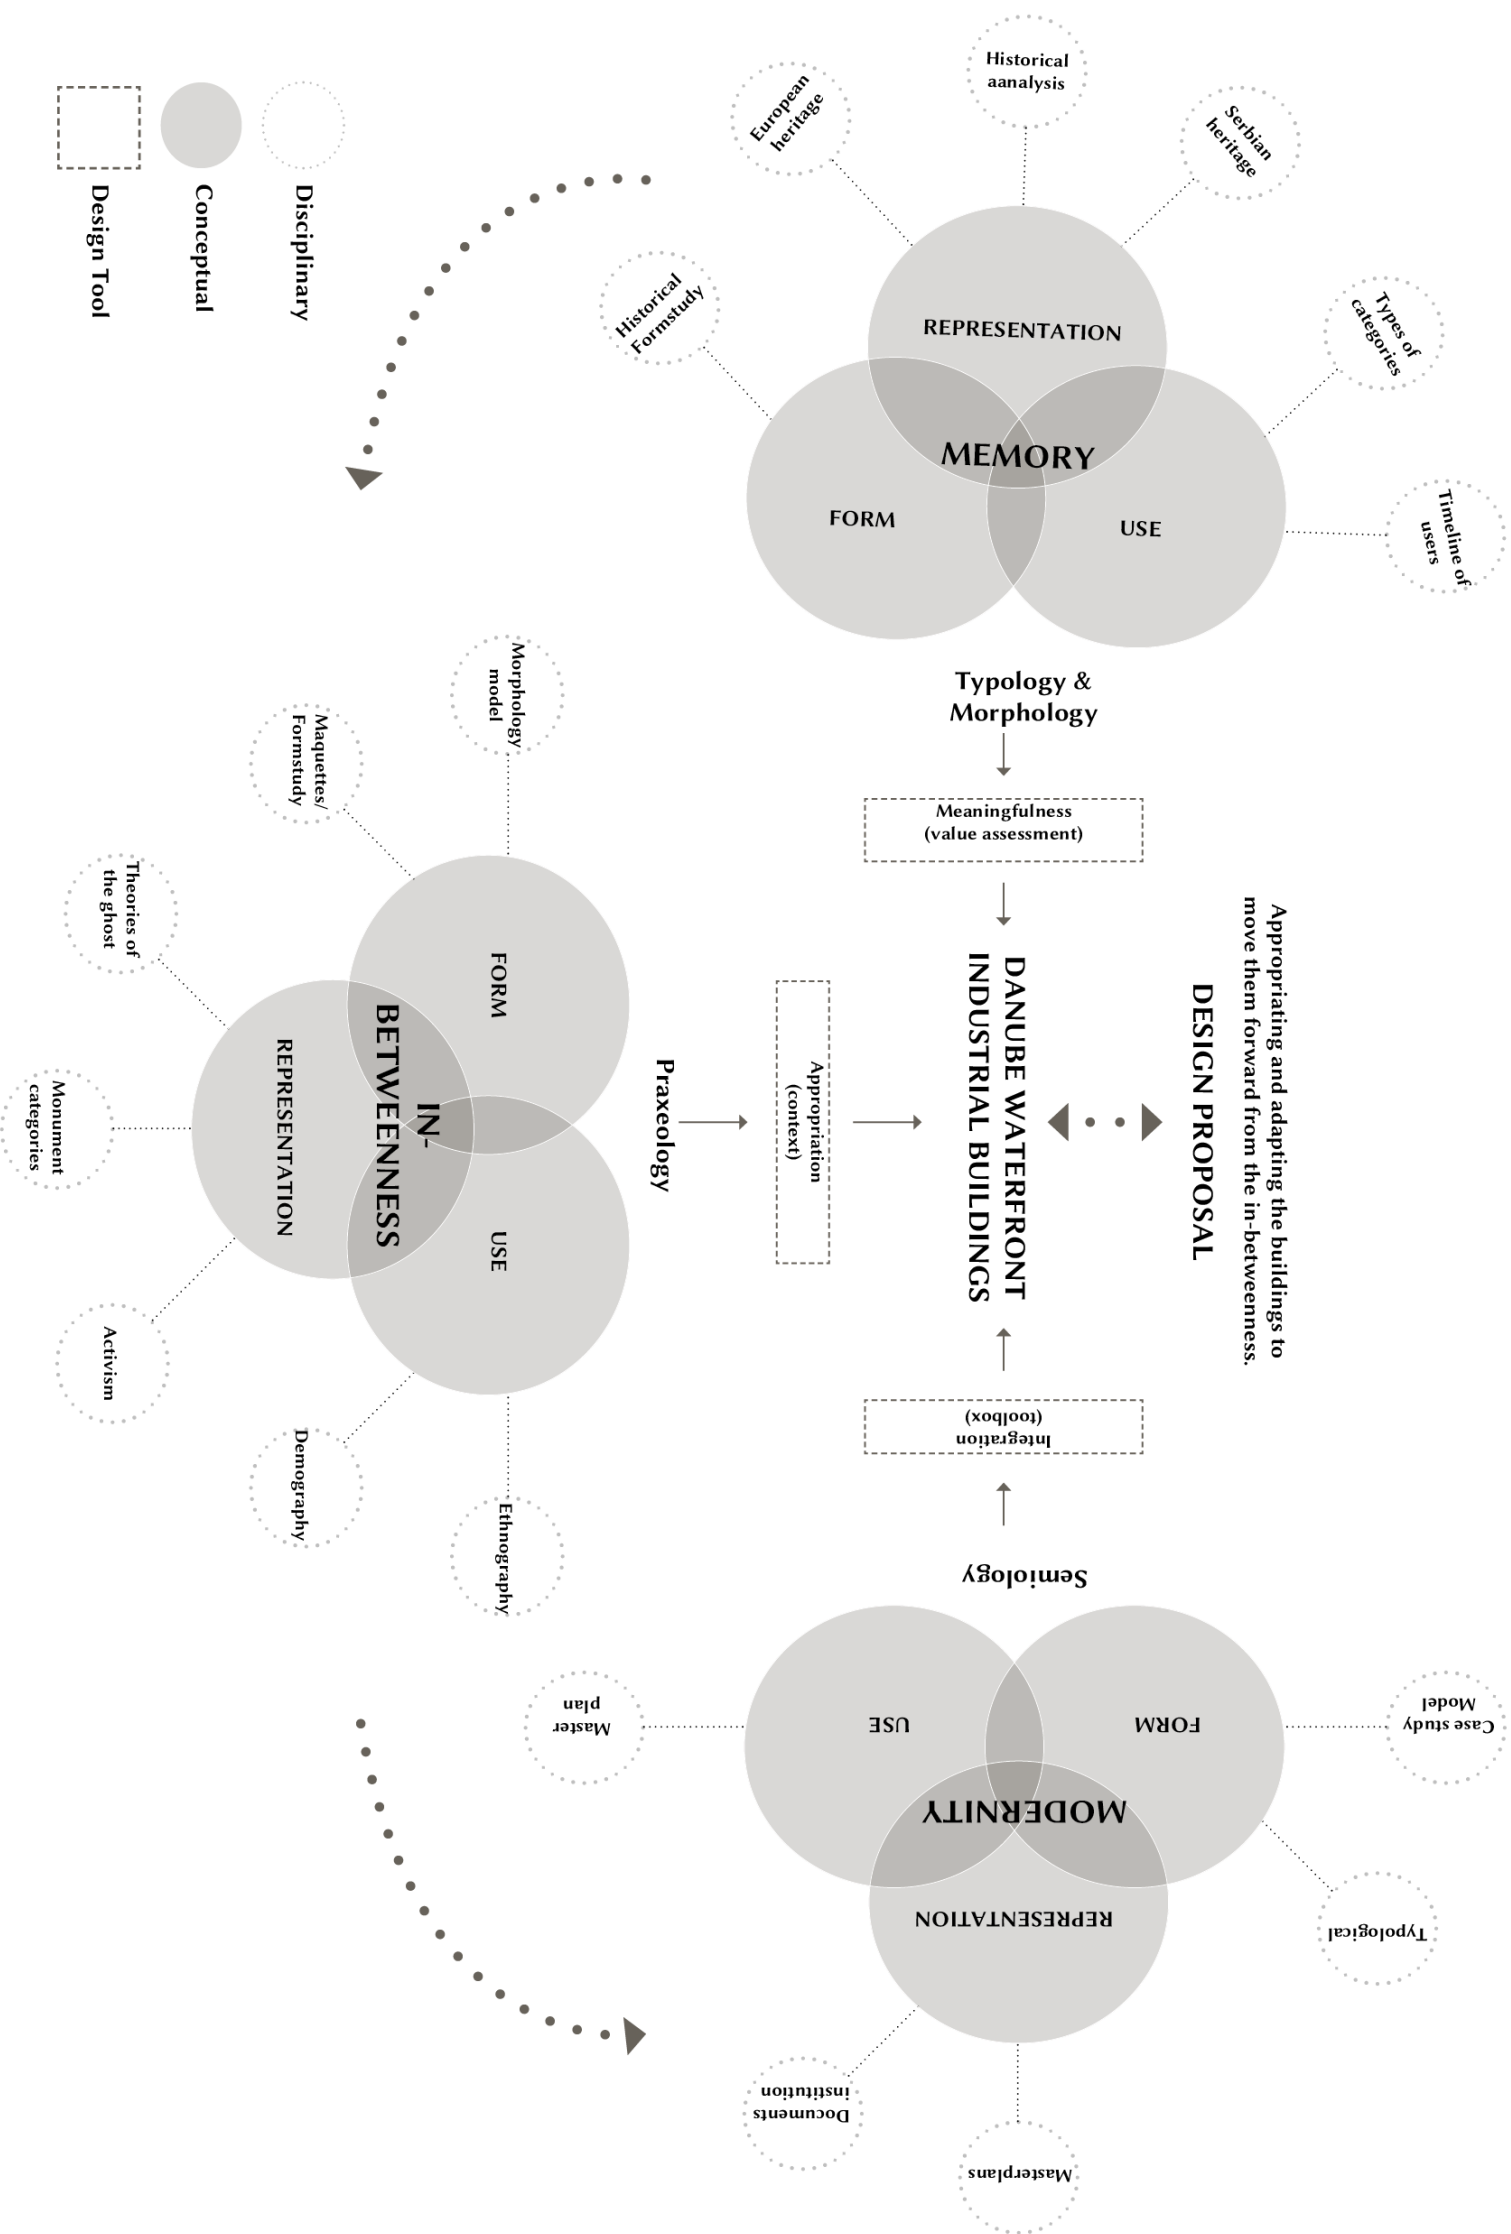 Disciplinary
Conceptual
Design Tool
Historical
aanalysis
European
heritage
Serbian
heritage
Historical
Formstudy
Types of
categories
Timeline of
users
REPRESENTATION
MEMORY
FORM
USE
Typology &
Morphology
Meaningfulness
(value assessment)
Morphology
model
Maquettes/
Formstudy
Theories of
the ghost
Monument
categories
Activism
Demography
Ethnography
FORM
IN-
BETWEENNESS
REPRESENTATION
USE
Praxeology
Appropriation
(context)
DANUBE WATERFRONT
INDUSTRIAL BUILDINGS
DESIGN PROPOSAL
Appropriating and adapting the buildings to
move them forward from the in-betweenness.
Integration
(toolbox)
Semiology
FORM
USE
MODERNITY
REPRESENTATION
Master
plan
Case study
Model
Typological
Documents
institution
Masterplans